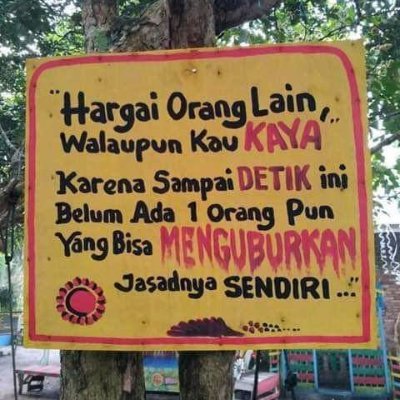 "Hargai Orang Lain,"
Walaupun Kau KAYA
Karena Sampai DETIK ini
Belum Ada 1 Orang Pun
Yang Bisa MENGUBURKAN
Jasadnya SENDIRI..."